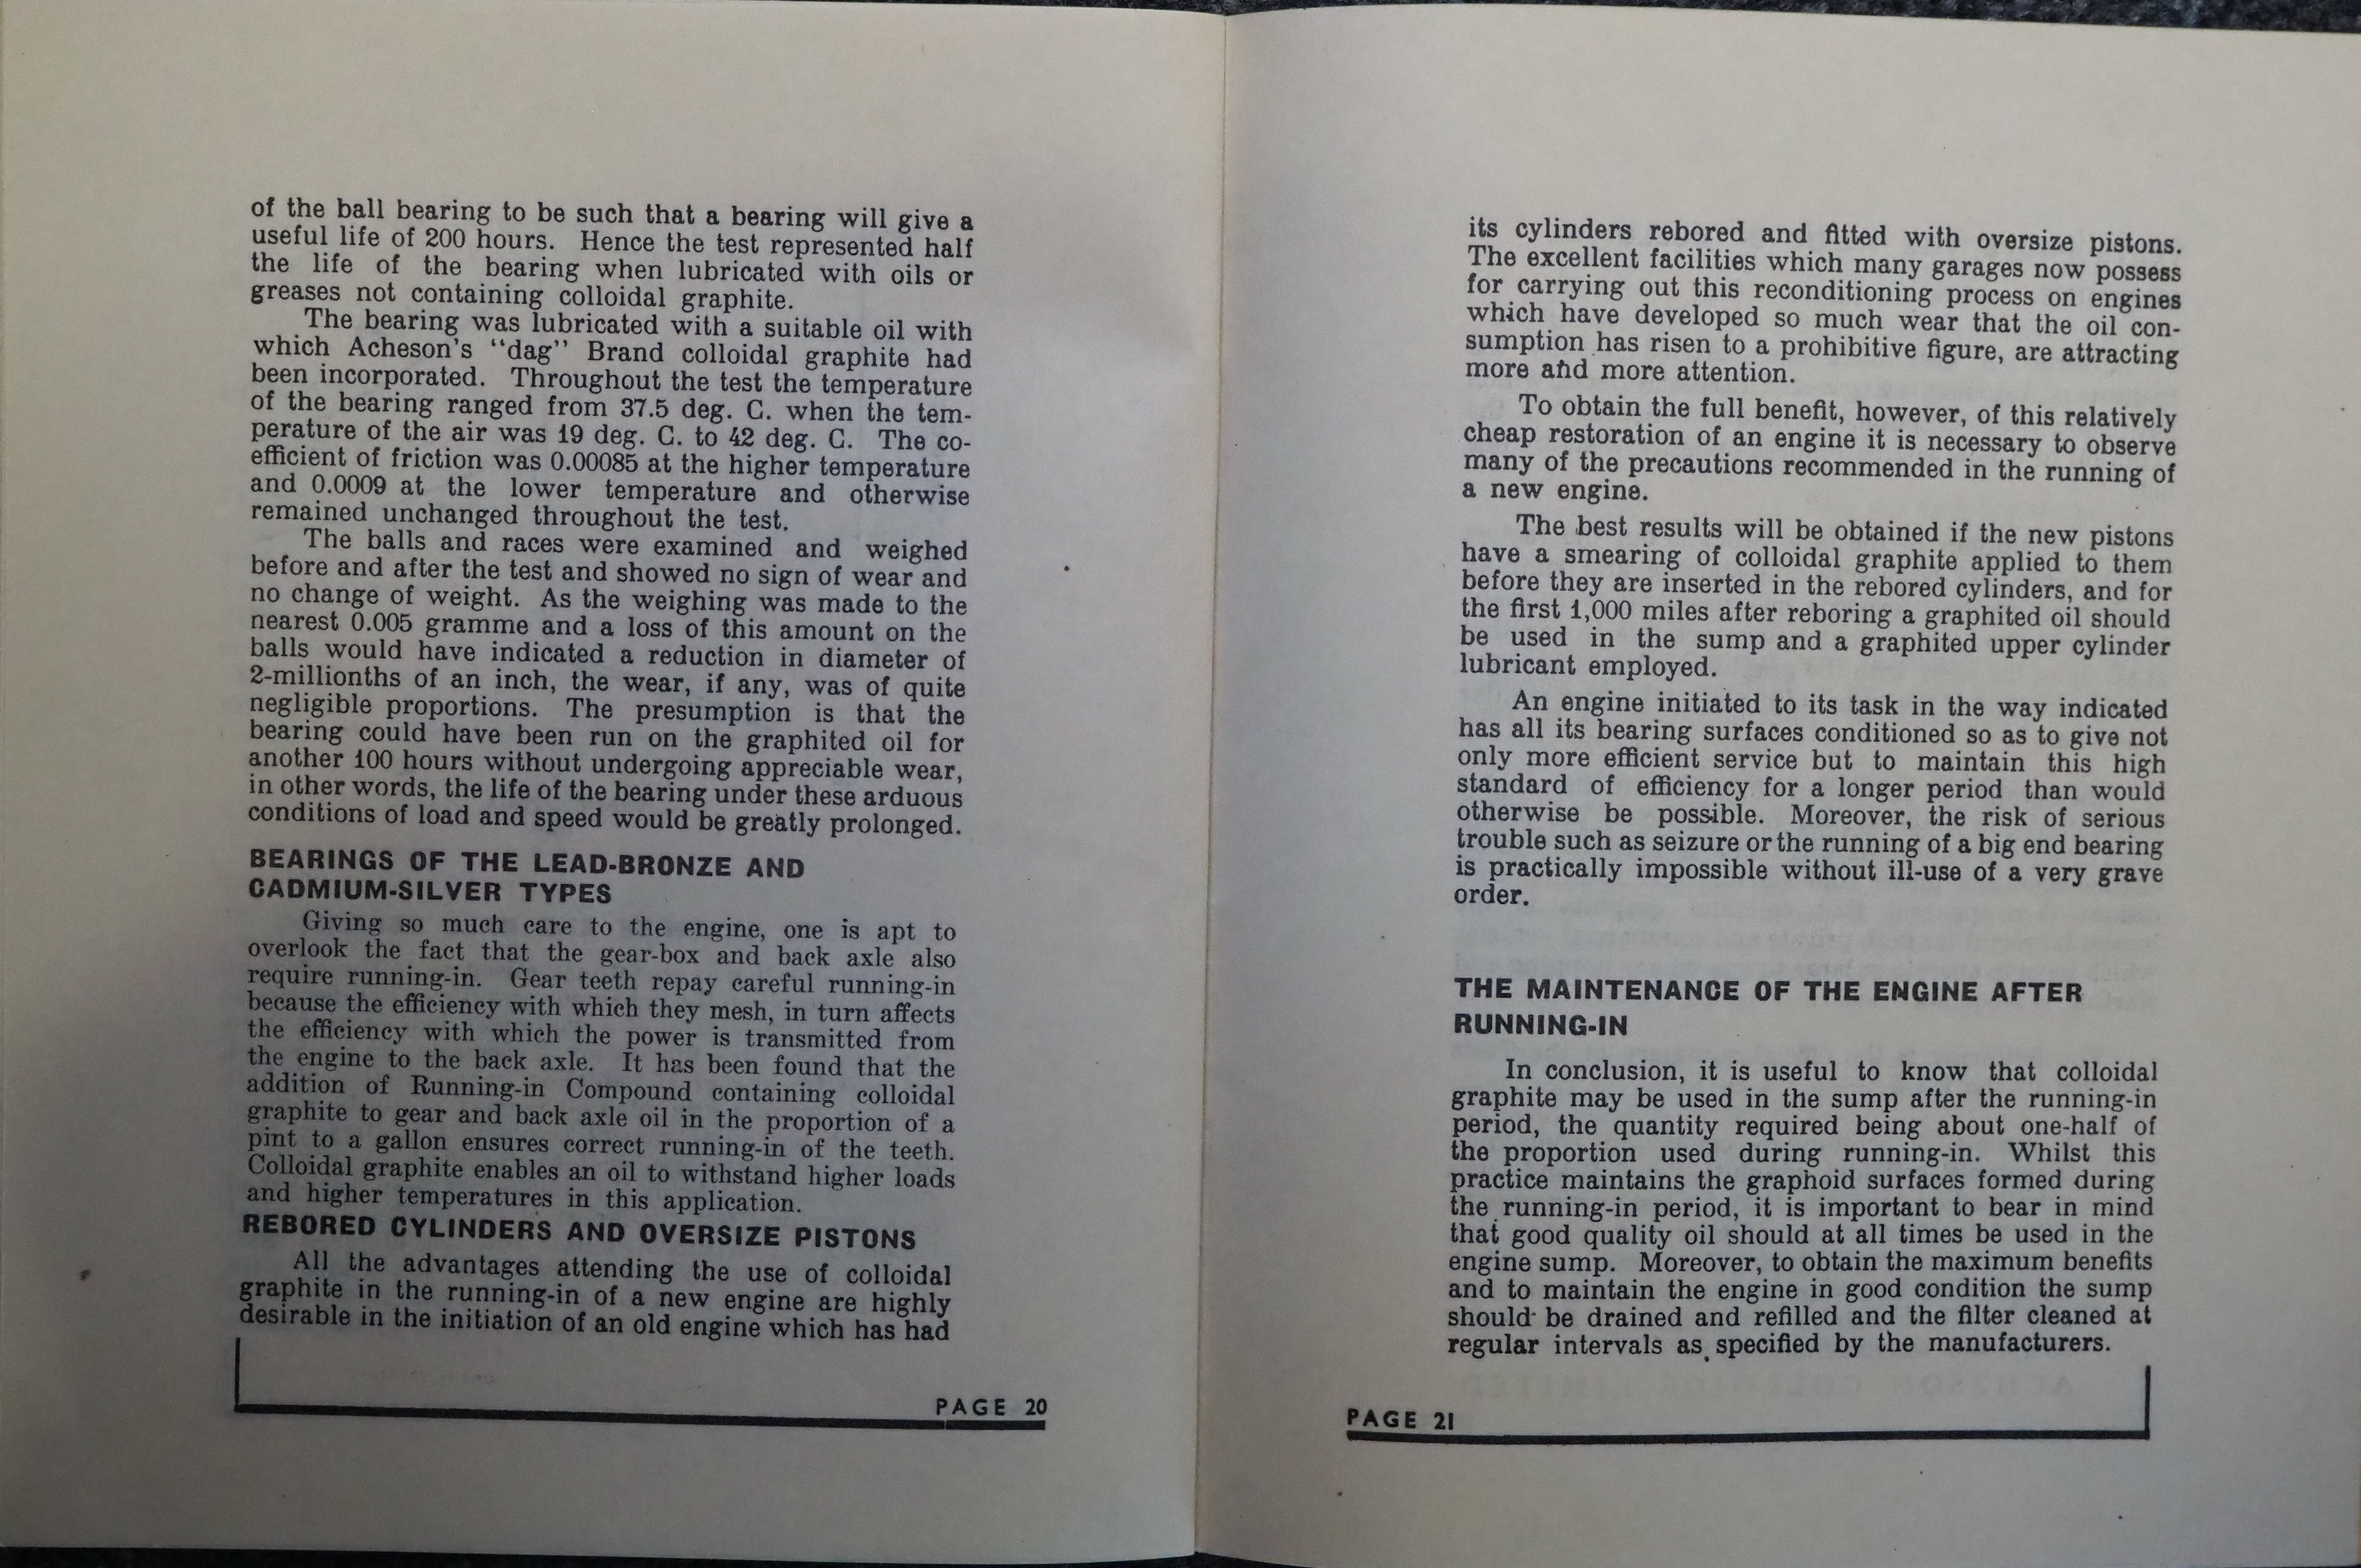 of the ball bearing to be such that a bearing will give a
useful life of 200 hours. Hence the test represented half
the life of the bearing when lubricated with oils or
greases not containing colloidal graphite.
The bearing was lubricated with a suitable oil with
which Acheson's "dag" Brand colloidal graphite had
been incorporated. Throughout the test the temperature
of the bearing ranged from 37.5 deg. C. when the tem-
perature of the air was 19 deg. C. to 42 deg. C. The co-
efficient of friction was 0.00085 at the higher temperature
and 0.0009 at the lower temperature and otherwise
remained unchanged throughout the test.
The balls and races were examined and weighed
before and after the test and showed no sign of wear and
no change of weight. As the weighing was made to the
nearest 0.005 gramme and a loss of this amount on the
balls would have indicated a reduction in diameter of
2-millionths of an inch, the wear, if any, was of quite
negligible proportions. The presumption is that the
bearing could have been run on the graphited oil for
another 100 hours without undergoing appreciable wear,
in other words, the life of the bearing under these arduous
conditions of load and speed would be greatly prolonged.
BEARINGS OF THE LEAD-BRONZE AND
CADMIUM-SILVER TYPES
Giving so much care to the engine, one is apt to
overlook the fact that the gear-box and back axle also
require running-in. Gear teeth repay careful running-in
because the efficiency with which they mesh, in turn affects
the efficiency with which the power is transmitted from
the engine to the back axle. It has been found that the
addition of Running-in Compound containing colloidal
graphite to gear and back axle oil in the proportion of a
pint to a gallon ensures correct running-in of the teeth.
Colloidal graphite enables an oil to withstand higher loads
and higher temperatures in this application.
REBORED CYLINDERS AND OVERSIZE PISTONS
All the advantages attending the use of colloidal
graphite in the running-in of a new engine are highly
desirable in the initiation of an old engine which has had
PAGE 20
its cylinders rebored and fitted with oversize pistons.
The excellent facilities which many garages now possess
for carrying out this reconditioning process on engines
which have developed so much wear that the oil con-
sumption has risen to a prohibitive figure, are attracting
more and more attention.
To obtain the full benefit, however, of this relatively
cheap restoration of an engine it is necessary to observe
many of the precautions recommended in the running of
a new engine.
The best results will be obtained if the new pistons
have a smearing of colloidal graphite applied to them
before they are inserted in the rebored cylinders, and for
the first 1,000 miles after reboring a graphited oil should
be used in the sump and a graphited upper cylinder
lubricant employed.
An engine initiated to its task in the way indicated
has all its bearing surfaces conditioned so as to give not
only more efficient service but to maintain this high
standard of efficiency for a longer period than would
otherwise be possible. Moreover, the risk of serious
trouble such as seizure or the running of a big end bearing
is practically impossible without ill-use of a very grave
order.
THE MAINTENANCE OF THE ENGINE AFTER
RUNNING-IN
In conclusion, it is useful to know that colloidal
graphite may be used in the sump after the running-in
period, the quantity required being about one-half of
the proportion used during running-in. Whilst this
practice maintains the graphoid surfaces formed during
the running-in period, it is important to bear in mind
that good quality oil should at all times be used in the
engine sump. Moreover, to obtain the maximum benefits
and to maintain the engine in good condition the sump
should be drained and refilled and the filter cleaned at
regular intervals as specified by the manufacturers.
PAGE 21